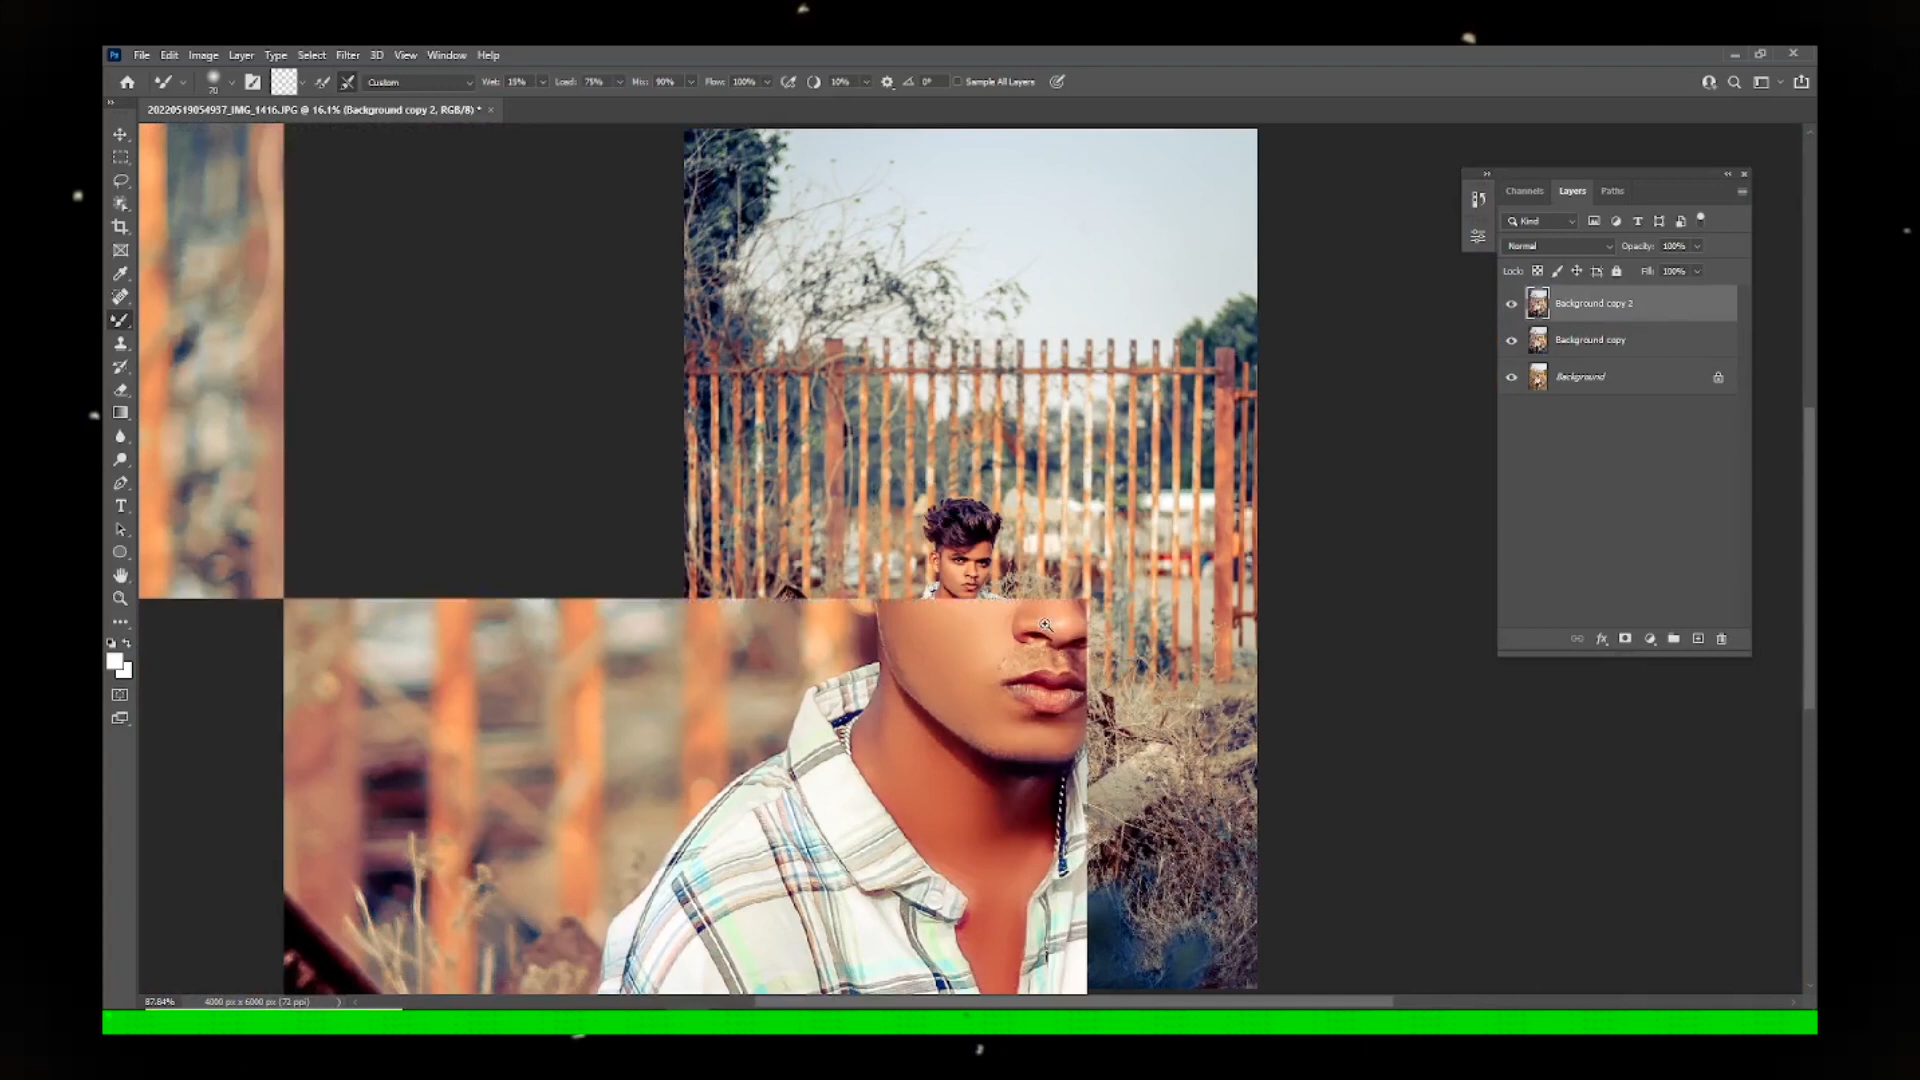 Ps File Edit Image Layer Type Select Filter 3D View Window Help
70 Custom Wet: 15% Load: 75% Mix: 90% Flow: 100% 10% 0° Sample All Layers
20220519054937_IMG_1416.JPG @ 16.1% (Background copy 2, RGB/8) *
Channels Layers Paths
Kind
Normal Opacity: 100%
Lock: Fill: 100%
Background copy 2
Background copy
Background
fx
87.84% 4000 px x 6000 px (72 ppi)